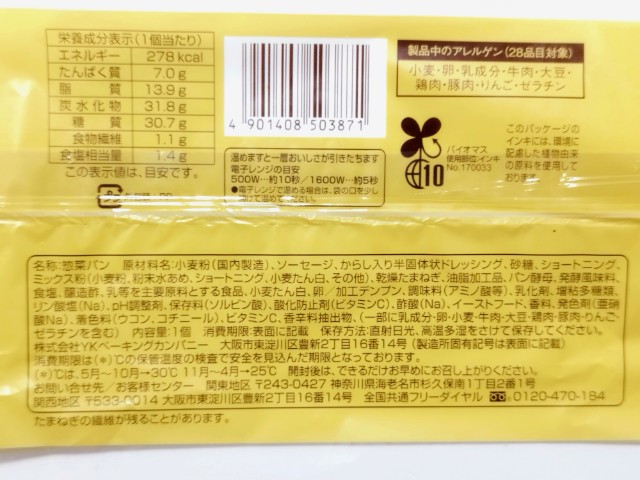 栄養成分表示(1個当たり)
エネルギー 278kcal
たんぱく質 7.0g
脂質 13.9g
炭水化物 31.8g
糖質 30.7g
食物繊維 1.1g
食塩相当量 1.4g
この表示値は、目安です。
4 901408 503871
温めますと一層おいしさが引きたちます
電子レンジの目安
500W…約10秒/1600W…約5秒
●電子レンジで温める場合は、袋の口を少し
製品中のアレルゲン(28品目対象)
小麦・卵・乳成分・牛肉・大豆・
鶏肉・豚肉・りんご・ゼラチン
バイオマス
使用部位:インキ
No.170033
10
このパッケージの
インキには、環境に
配慮した植物由来
の原料を使用して
おります。
名称:惣菜パン 原材料名:小麦粉(国内製造)、ソーセージ、からし入り半固体状ドレッシング、砂糖、ショートニング、
ミックス粉(小麦粉、粉末水あめ、ショートニング、小麦たん白、その他)、乾燥たまねぎ、油脂加工品、パン酵母、発酵風味料、
食塩、醸造酢、乳等を主要原料とする食品、小麦たん白、卵/加工デンプン、調味料(アミノ酸等)、乳化剤、増粘多糖類、
リン酸塩(Na)、pH調整剤、保存料(ソルビン酸)、酸化防止剤(ビタミンC)、酢酸(Na)、イーストフード、香料、発色剤(亜硝
酸Na)、着色料(ウコン、コチニール)、ビタミンC、香辛料抽出物、(一部に乳成分・卵・小麦・牛肉・大豆・鶏肉・豚肉・りんご・
ゼラチンを含む) 内容量:1個 消費期限:表面に記載 保存方法:直射日光、高温多湿をさけて保存してください。
株式会社YKベーキングカンパニー 大阪市東淀川区豊新2丁目16番14号(製造所固有記号は表面に記載)
消費期限は(*)℃の保管温度の検査で安全を見込んだ期限となっております。
(*)℃は、5月〜10月→30℃ 11月〜4月→25℃ 開封後は、できるだけお早めにお召し上がりください。
お問い合せ先/お客様センター 関東地区 〒243-0427 神奈川県海老名市杉久保南1丁目2番1号
関西地区 〒533-0014 大阪市東淀川区豊新2丁目16番14号 全国共通フリーダイヤル 0120-470-184
たまねぎの繊維が残ることがあります。